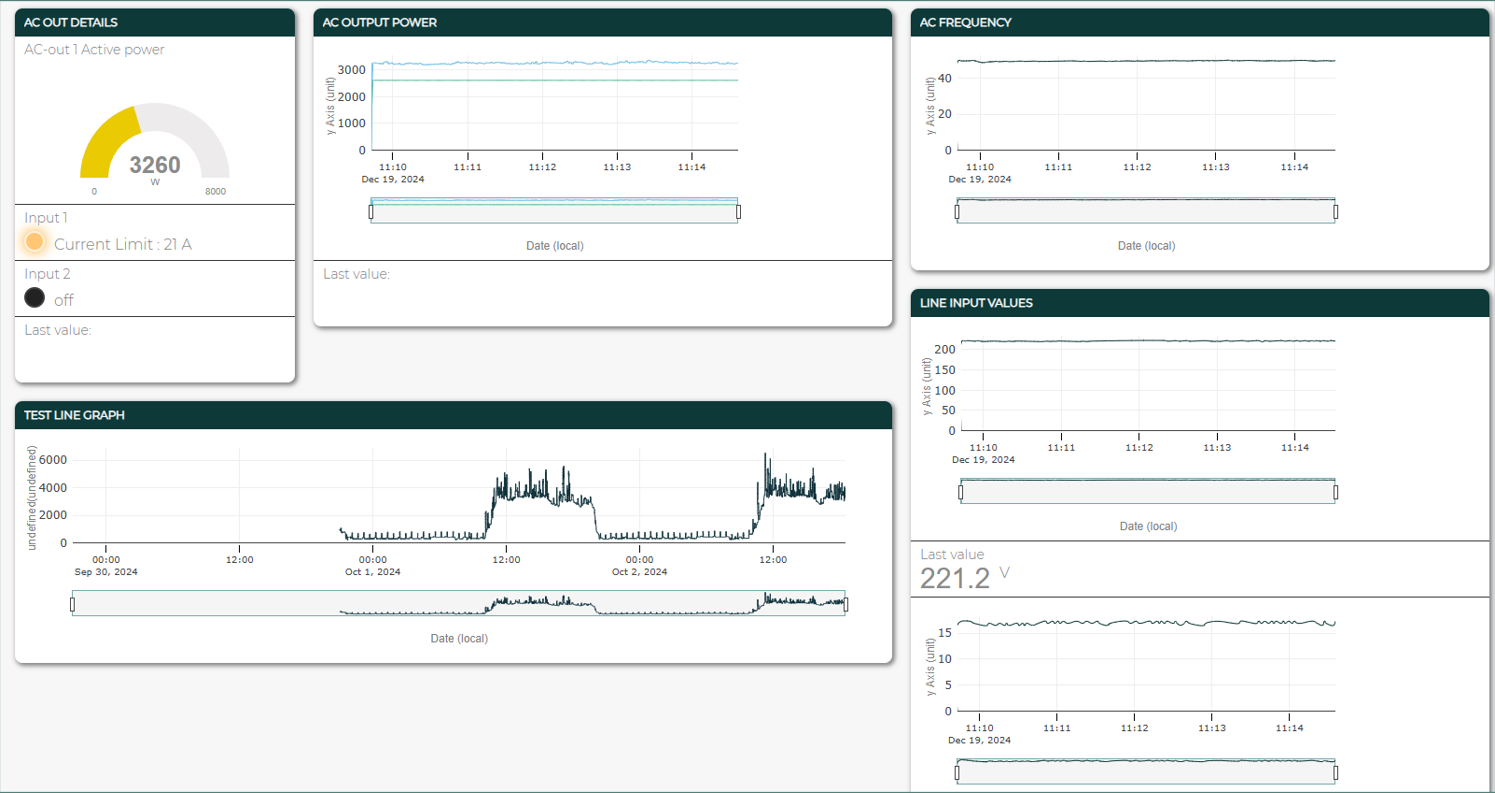 AC OUT DETAILS
AC-out 1 Active power
3260
W
0
8000
Input 1
Current Limit : 21 A
Input 2
off
Last value:
AC OUTPUT POWER
y Axis (unit)
3000
2000
1000
0
11:10
11:11
11:12
11:13
11:14
Dec 19, 2024
Date (local)
Last value:
TEST LINE GRAPH
undefined(undefined)
6000
4000
2000
0
00:00
12:00
00:00
12:00
00:00
12:00
Sep 30, 2024
Oct 1, 2024
Oct 2, 2024
Date (local)
AC FREQUENCY
y Axis (unit)
40
20
0
11:10
11:11
11:12
11:13
11:14
Dec 19, 2024
Date (local)
LINE INPUT VALUES
y Axis (unit)
200
150
100
50
0
11:10
11:11
11:12
11:13
11:14
Dec 19, 2024
Date (local)
Last value
221.2 V
y Axis (unit)
15
10
5
0
11:10
11:11
11:12
11:13
11:14
Dec 19, 2024